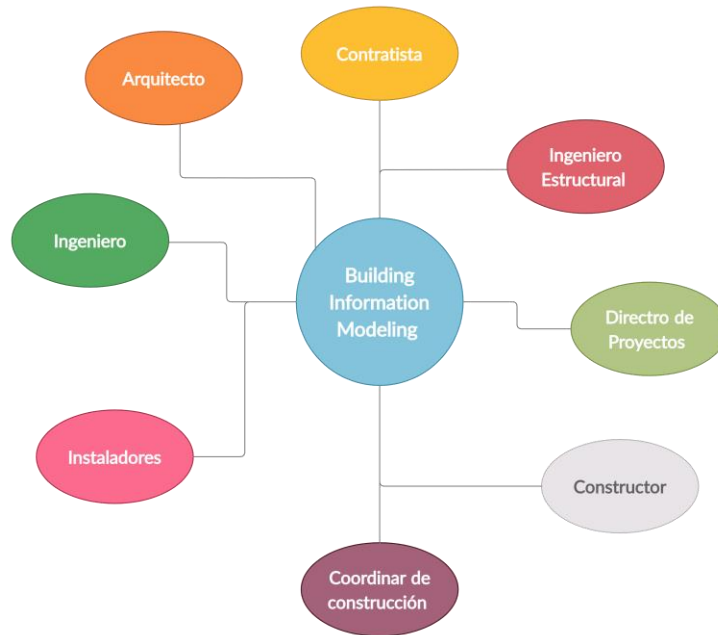 Contratista
Arquitecto
Ingeniero
Estructural
Ingeniero
Building
Information
Modeling
Directro de
Proyectos
Instaladores
Constructor
Coordinar de
construcción